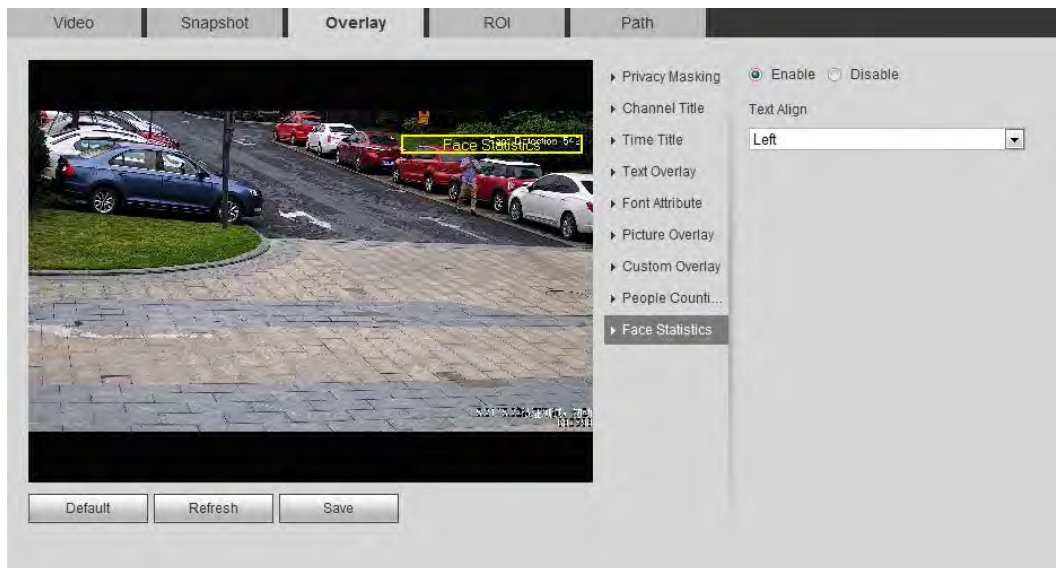 Video
Snapshot
Overlay
ROI
Path
Face Statistics
Privacy Masking
Channel Title
Time Title
Text Overlay
Font Attribute
Picture Overlay
Custom Overlay
People Counti...
Face Statistics
Enable
Disable
Text Align
Left
Default
Refresh
Save